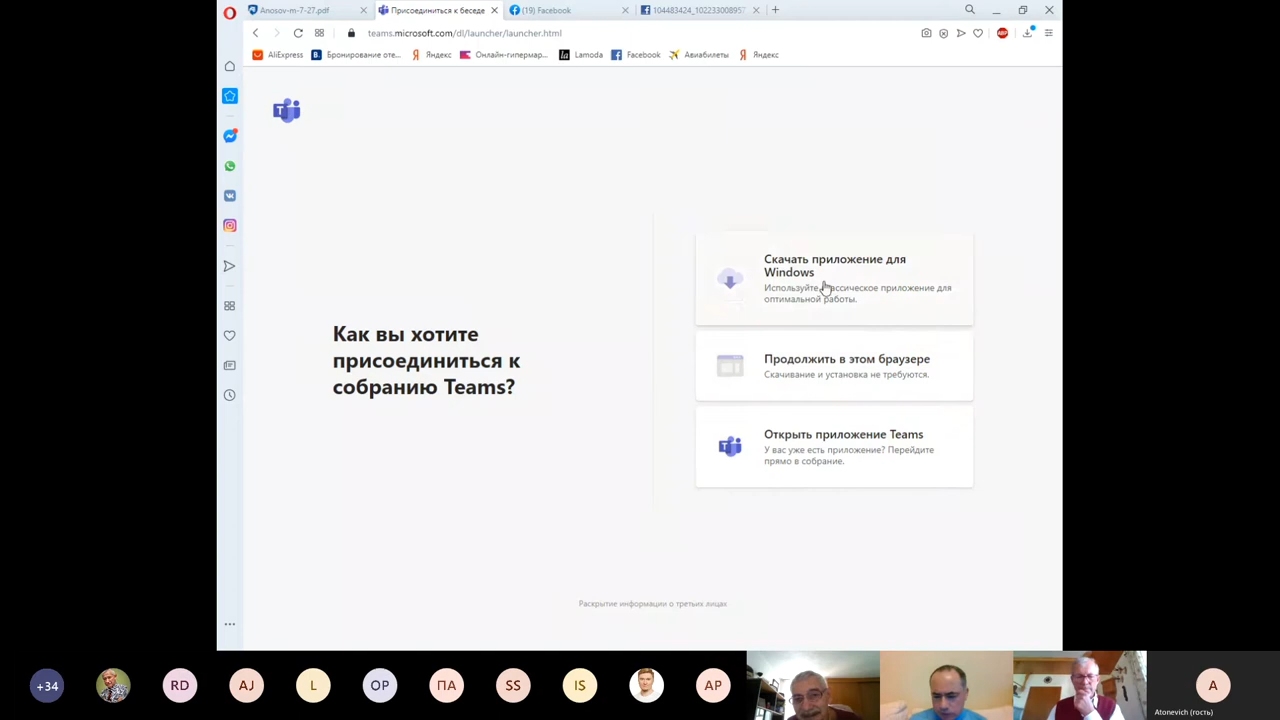 Anosov-m-7-27.pdf
Присоединиться к беседе
(19) Facebook
104483424_10223300895
teams.microsoft.com/dl/launcher/launcher.html
AliExpress
Бронирование оте...
Яндекс
Онлайн-гипермар...
Lamoda
Facebook
Авиабилеты
Яндекс
Как вы хотите
присоединиться к
собранию Teams?
Скачать приложение для
Windows
Используйте классическое приложение для
оптимальной работы.
Продолжить в этом браузере
Скачивание и установка не требуются.
Открыть приложение Teams
У вас уже есть приложение? Перейдите
прямо в собрание.
Раскрытие информации о третьих лицах
+34
RD
AJ
L
OP
ПА
SS
IS
AP
A
Atonevich (гость)